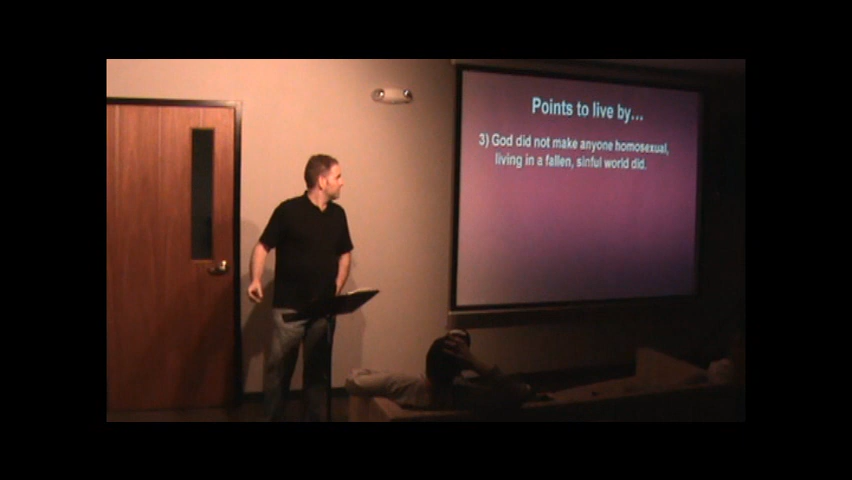 Points to live by...
3) God did not make anyone homosexual,
living in a fallen, sinful world did.